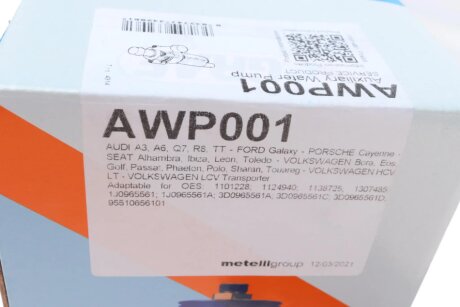 AWP001
Auxiliary Water Pump
SERVICE PRODUCT
AWP001
AUDI A3, A6, Q7, R8, TT - FORD Galaxy - PORSCHE Cayenne -
SEAT Alhambra, Ibiza, Leon, Toledo - VOLKSWAGEN Bora, Eos,
Golf, Passat, Phaeton, Polo, Sharan, Touareg - VOLKSWAGEN HCV
LT - VOLKSWAGEN LCV Transporter
Adaptable for OES: 1101228; 1124940; 1138725; 1307485;
1J0965561; 1J0965561A; 3D0965561A; 3D0965561C; 3D0965561D;
95510656101
metelligroup 12/03/2021